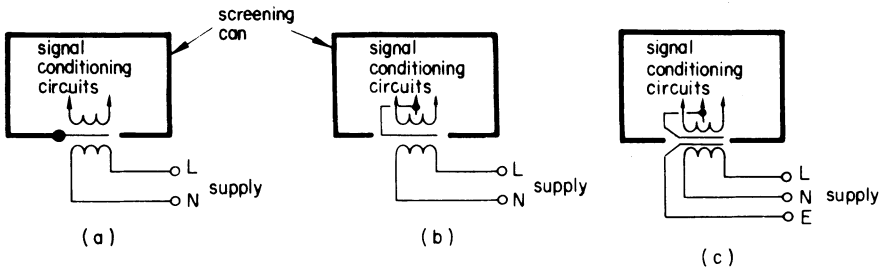 screening
can
signal
conditioning
circuits
L
N
supply
(a)
signal
conditioning
circuits
L
N
supply
(b)
signal
conditioning
circuits
L
N
E
supply
(c)